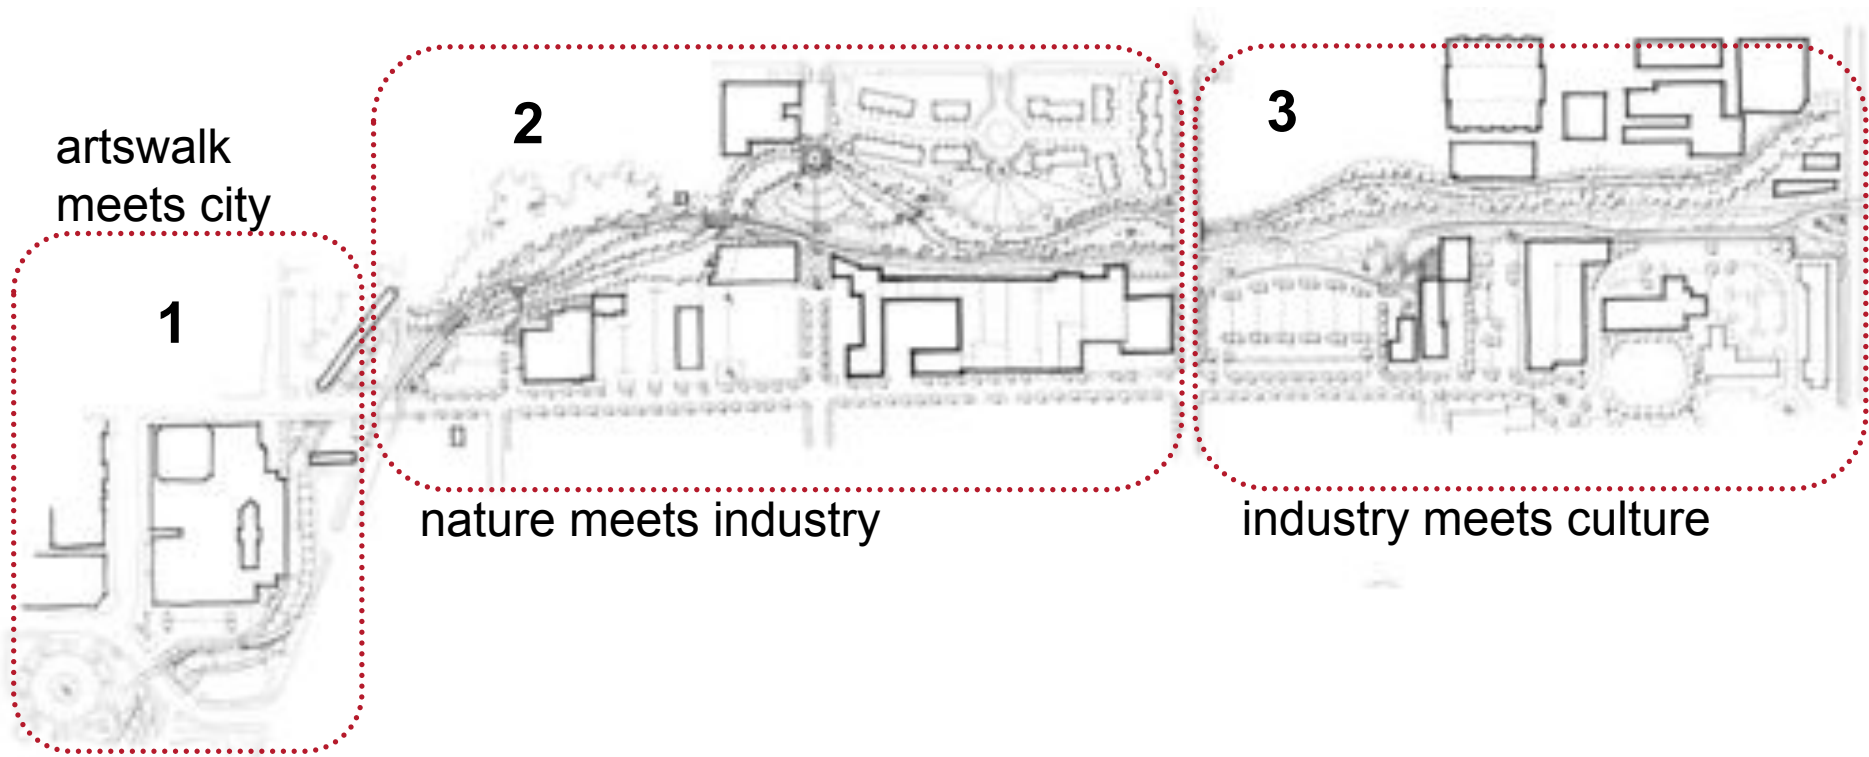 artswalk
meets city
1
2
nature meets industry
3
industry meets culture